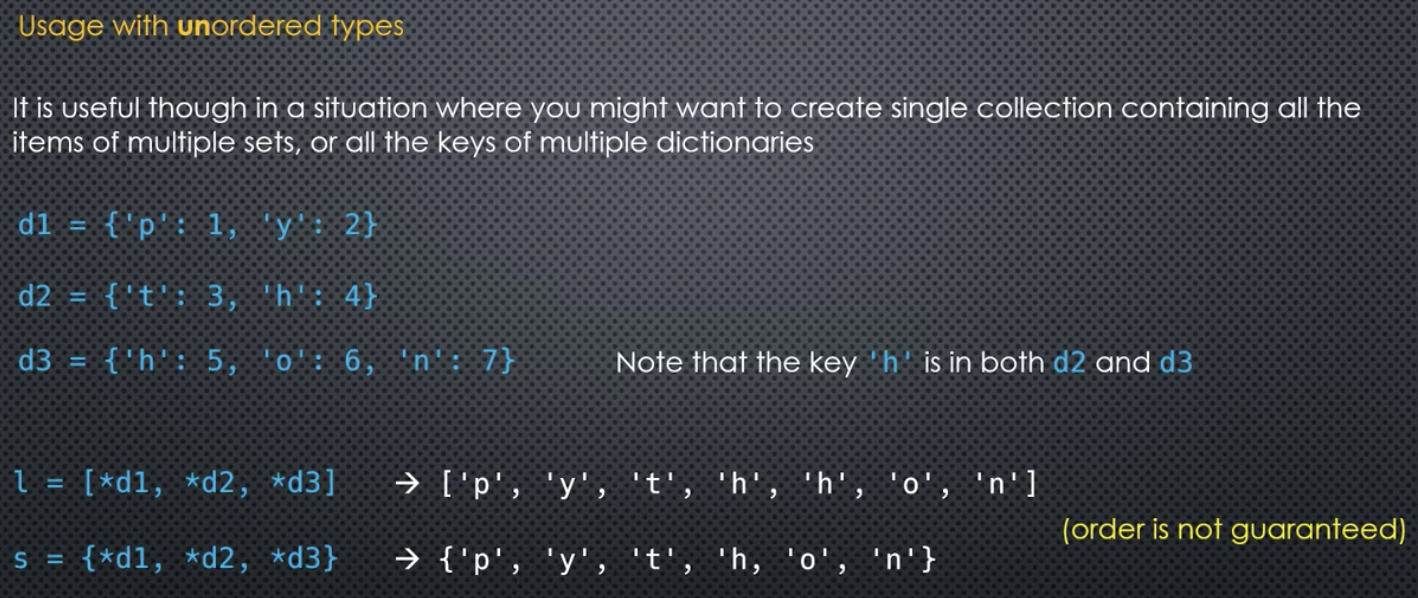 Usage with unordered types
It is useful though in a situation where you might want to create single collection containing all the
items of multiple sets, or all the keys of multiple dictionaries
d1 = {'p': 1, 'y': 2}
d2 = {'t': 3, 'h': 4}
d3 = {'h': 5, 'o': 6, 'n': 7} Note that the key 'h' is in both d2 and d3
l = [*d1, *d2, *d3] → ['p', 'y', 't', 'h', 'h', 'o', 'n']
(order is not guaranteed)
s = {*d1, *d2, *d3} → {'p', 'y', 't', 'h, 'o', 'n'}